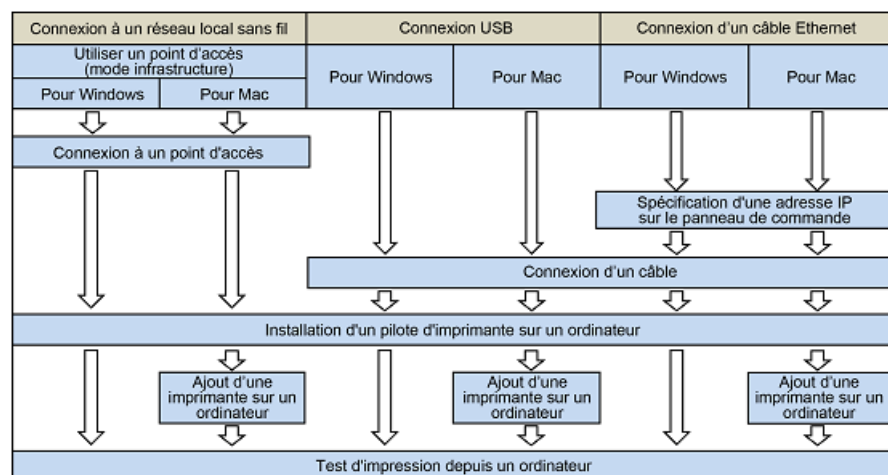 Connexion à un réseau local sans fil
Connexion USB
Connexion d'un câble Ethernet
Utiliser un point d'accès
(mode infrastructure)
Pour Windows
Pour Mac
Pour Windows
Pour Mac
Pour Windows
Pour Mac
Connexion à un point d'accès
Spécification d'une adresse IP
sur le panneau de commande
Connexion d'un câble
Installation d'un pilote d'imprimante sur un ordinateur
Ajout d'une
imprimante sur un
ordinateur
Ajout d'une
imprimante sur un
ordinateur
Ajout d'une
imprimante sur un
ordinateur
Test d'impression depuis un ordinateur